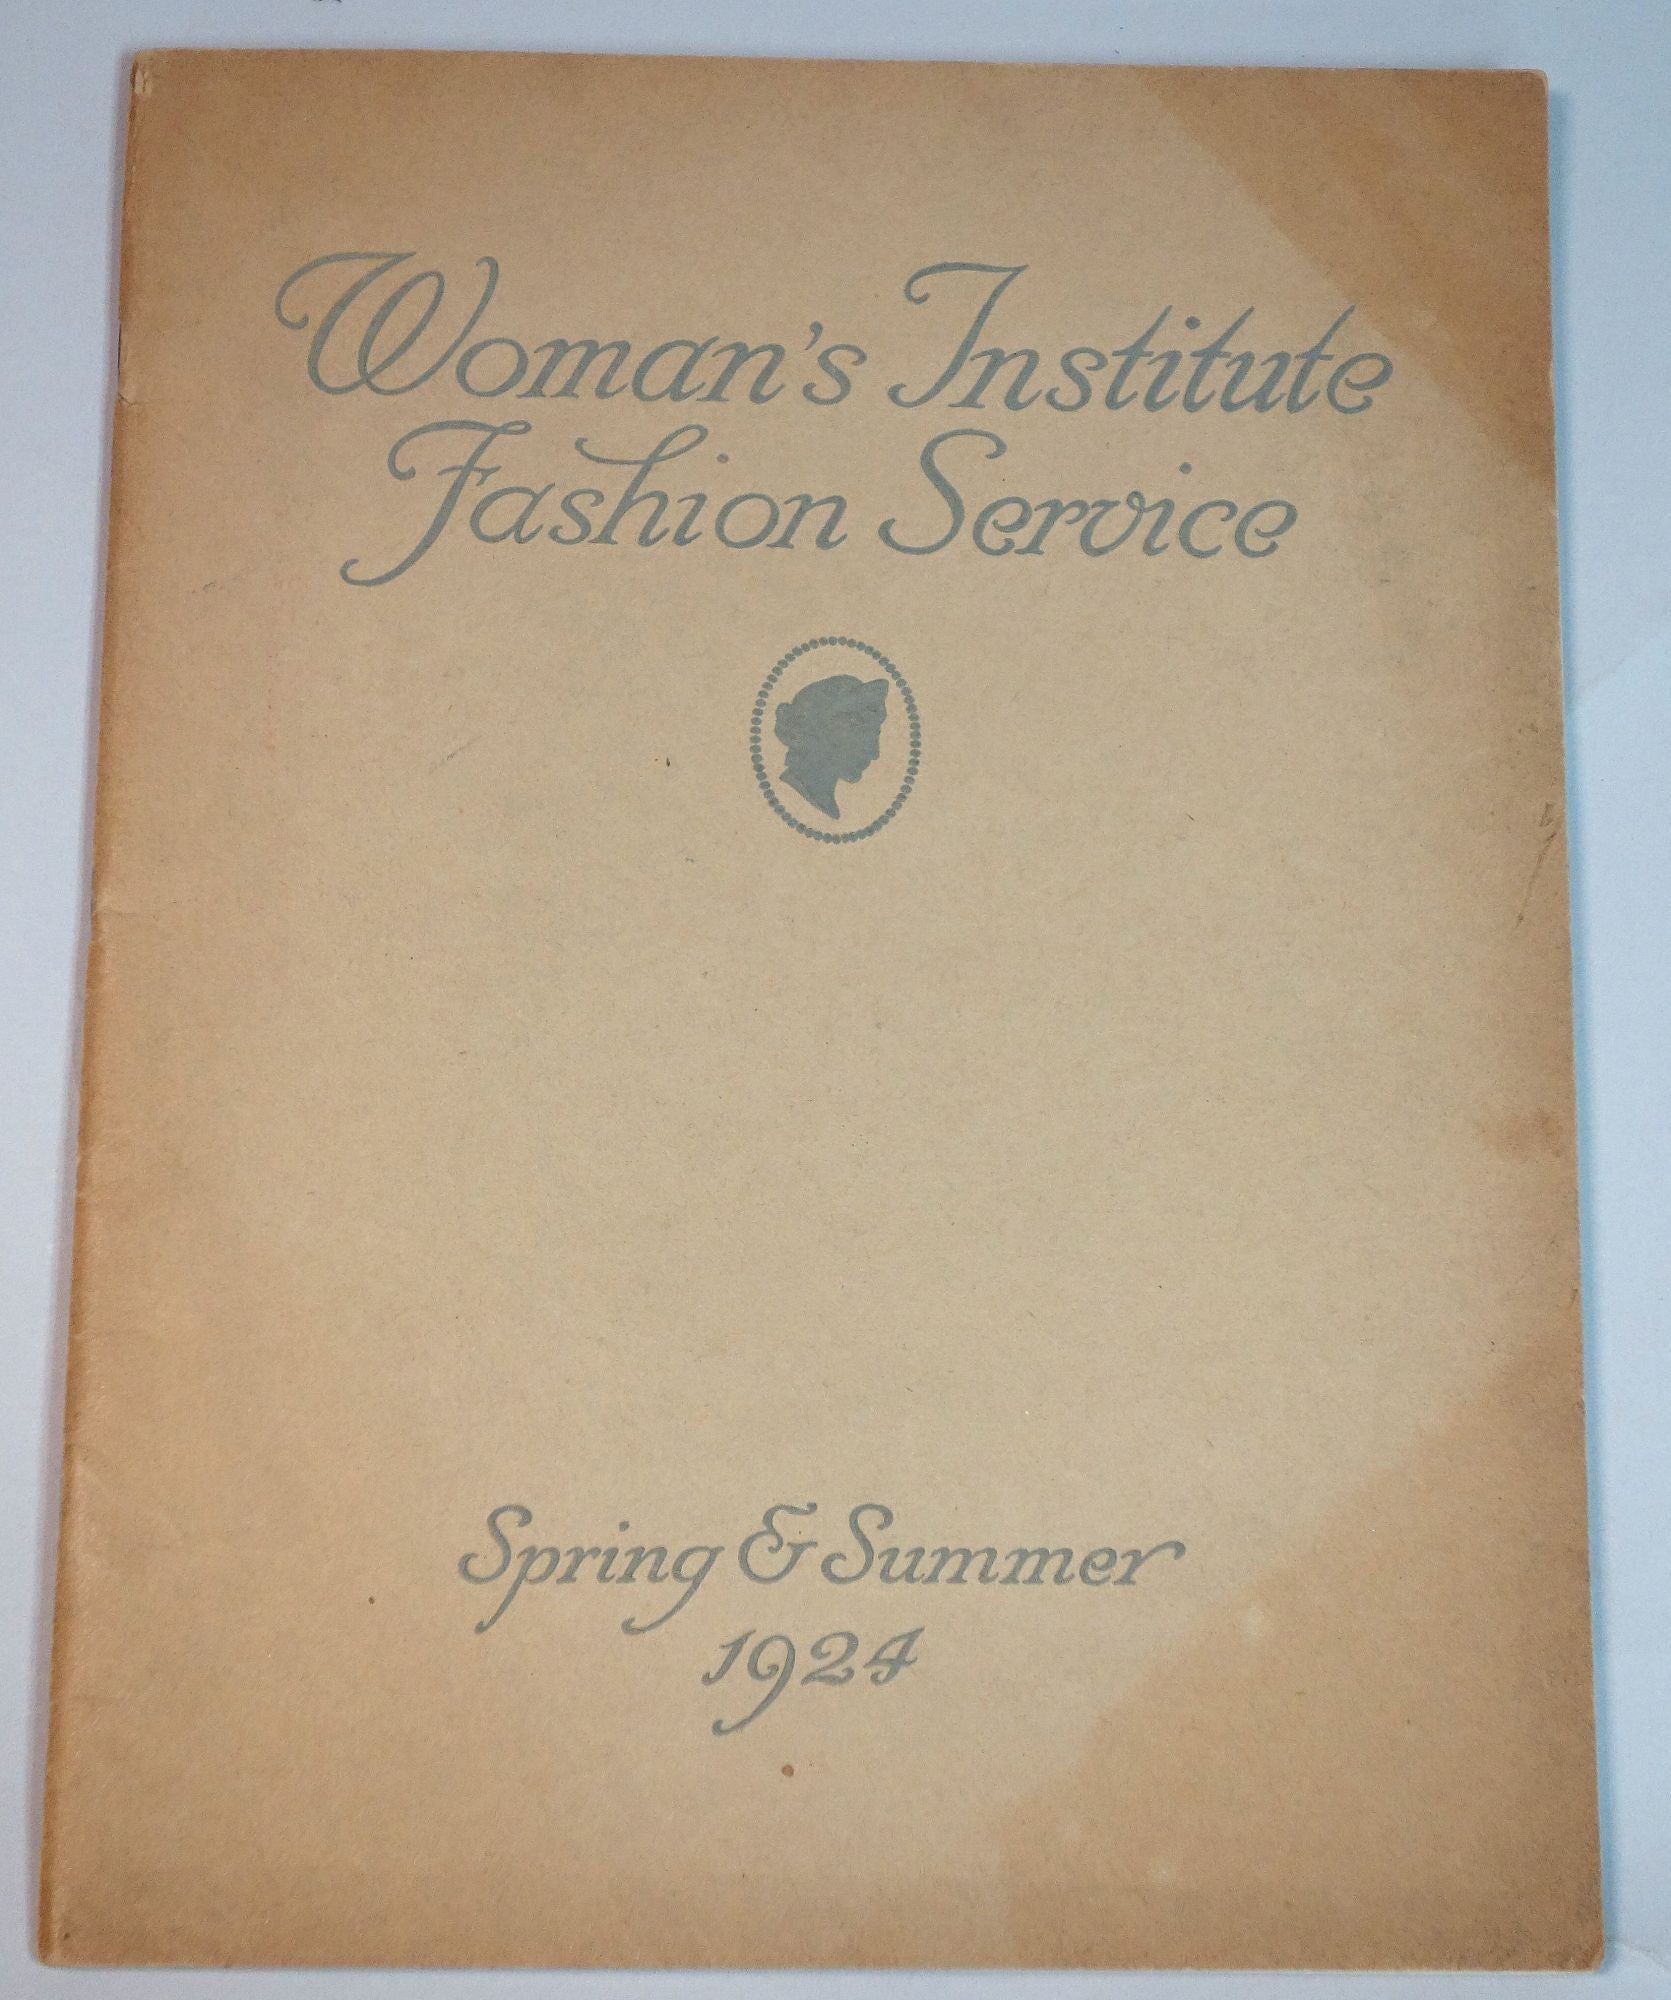 Woman's Institute
Fashion Service
Spring & Summer
1924